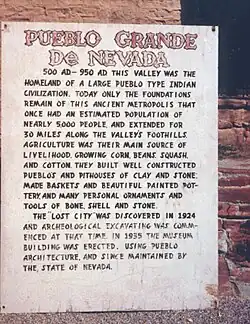 PUEBLO GRANDE
De NEVADA
500 AD - 950 AD THIS VALLEY WAS THE
HOMELAND OF A LARGE PUEBLO TYPE INDIAN
CIVILIZATION. TODAY ONLY THE FOUNDATIONS
REMAIN OF THIS ANCIENT METROPOLIS THAT
ONCE HAD AN ESTIMATED POPULATION OF
NEARLY 5,000 PEOPLE, AND EXTENDED FOR
30 MILES ALONG THE VALLEY'S FOOTHILLS.
AGRICULTURE WAS THEIR MAIN SOURCE OF
LIVELIHOOD, GROWING CORN, BEANS, SQUASH,
AND COTTON. THEY BUILT WELL CONSTRUCTED
PUEBLOS AND PITHOUSES OF CLAY AND STONE,
MADE BASKETS AND BEAUTIFUL PAINTED POT-
TERY, AND MANY PERSONAL ORNAMENTS AND
TOOLS OF BONE, SHELL AND STONE.
THE "LOST CITY" WAS DISCOVERED IN 1924
AND ARCHEOLOGICAL EXCAVATING WAS COMM-
ENCED AT THAT TIME. IN 1935 THE MUSEUM
BUILDING WAS ERECTED, USING PUEBLO
ARCHITECTURE, AND SINCE MAINTAINED BY
THE STATE OF NEVADA.